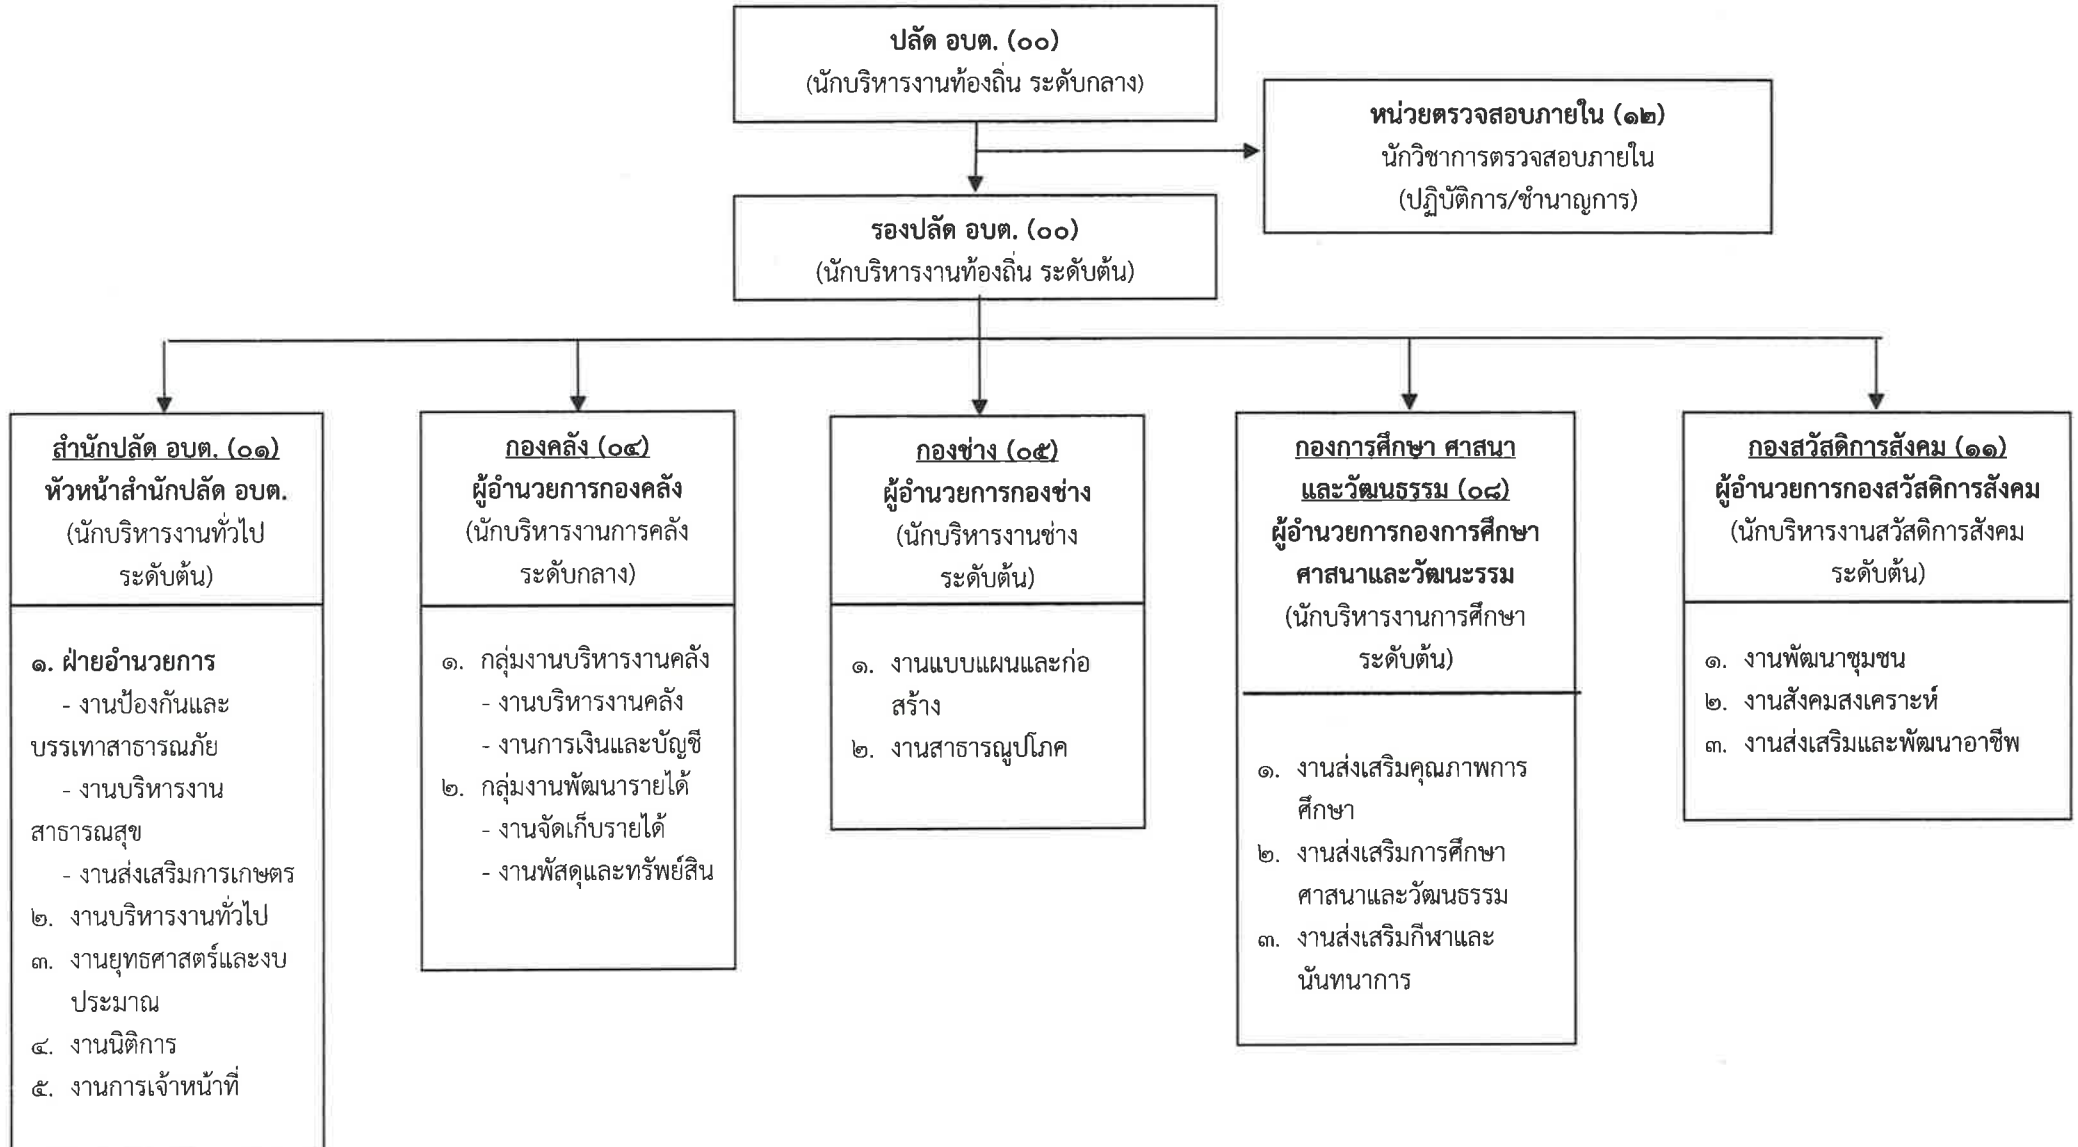 ปลัด อบต. (๐๐)
(นักบริหารงานท้องถิ่น ระดับกลาง)
หน่วยตรวจสอบภายใน (๑๒)
นักวิชาการตรวจสอบภายใน
(ปฏิบัติการ/ชำนาญการ)
รองปลัด อบต. (๐๐)
(นักบริหารงานท้องถิ่น ระดับต้น)
สำนักปลัด อบต. (๐๑)
หัวหน้าสำนักปลัด อบต.
(นักบริหารงานทั่วไป
ระดับต้น)
๑. ฝ่ายอำนวยการ
- งานป้องกันและ
บรรเทาสาธารณภัย
- งานบริหารงาน
สาธารณสุข
- งานส่งเสริมการเกษตร
๒. งานบริหารงานทั่วไป
๓. งานยุทธศาสตร์และงบ
ประมาณ
๔. งานนิติการ
๕. งานการเจ้าหน้าที่
กองคลัง (๐๔)
ผู้อำนวยการกองคลัง
(นักบริหารงานการคลัง
ระดับกลาง)
๑. กลุ่มงานบริหารงานคลัง
- งานบริหารงานคลัง
- งานการเงินและบัญชี
๒. กลุ่มงานพัฒนารายได้
- งานจัดเก็บรายได้
- งานพัสดุและทรัพย์สิน
กองช่าง (๐๕)
ผู้อำนวยการกองช่าง
(นักบริหารงานช่าง
ระดับต้น)
๑. งานแบบแผนและก่อ
สร้าง
๒. งานสาธารณูปโภค
กองการศึกษา ศาสนา
และวัฒนธรรม (๐๘)
ผู้อำนวยการกองการศึกษา
ศาสนาและวัฒนะรรม
(นักบริหารงานการศึกษา
ระดับต้น)
๑. งานส่งเสริมคุณภาพการ
ศึกษา
๒. งานส่งเสริมการศึกษา
ศาสนาและวัฒนธรรม
๓. งานส่งเสริมกีฬาและ
นันทนาการ
กองสวัสดิการสังคม (๑๑)
ผู้อำนวยการกองสวัสดิการสังคม
(นักบริหารงานสวัสดิการสังคม
ระดับต้น)
๑. งานพัฒนาชุมชน
๒. งานสังคมสงเคราะห์
๓. งานส่งเสริมและพัฒนาอาชีพ